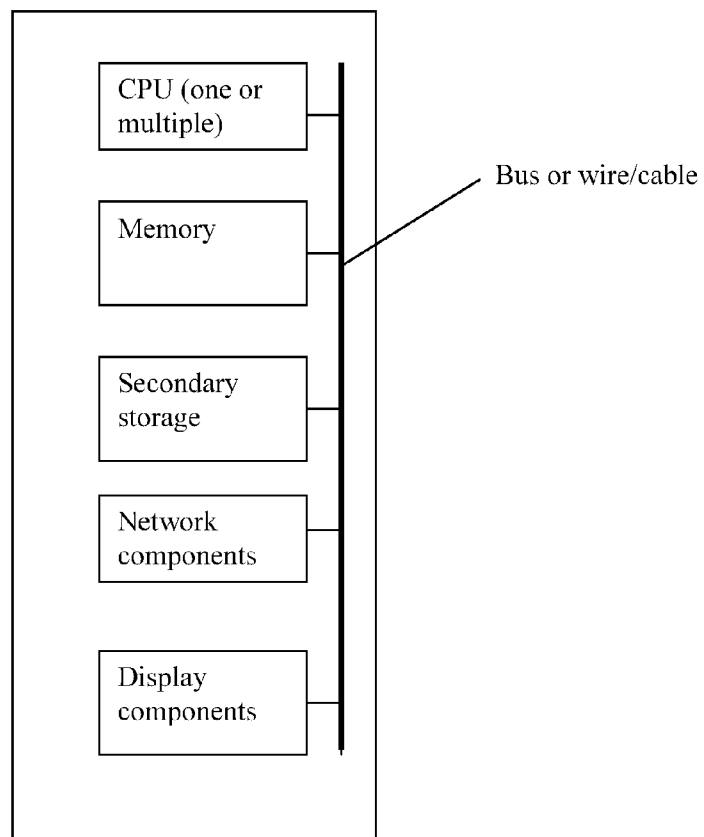 CPU (one or
multiple)
Bus or wire/cable
Memory
Secondary
storage
Network
components
Display
components